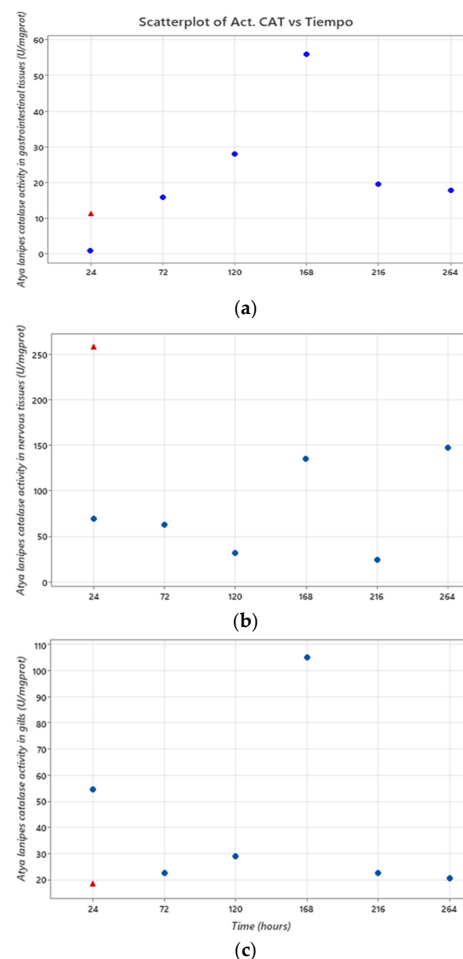 Scatterplot of Act. CAT vs Tiempo
Atya lanipes catalase activity in gastrointestinal tissues (U/mgprot)
60
50
40
30
20
10
0
24 72 120 168 216 264
(a)
Atya lanipes catalase activity in nervous tissues (U/mgprot)
250
200
150
100
50
0
24 72 120 168 216 264
(b)
Atya lanipes catalase activity in gills (U/mgprot)
110
100
90
80
70
60
50
40
30
20
24 72 120 168 216 264
Time (hours)
(c)